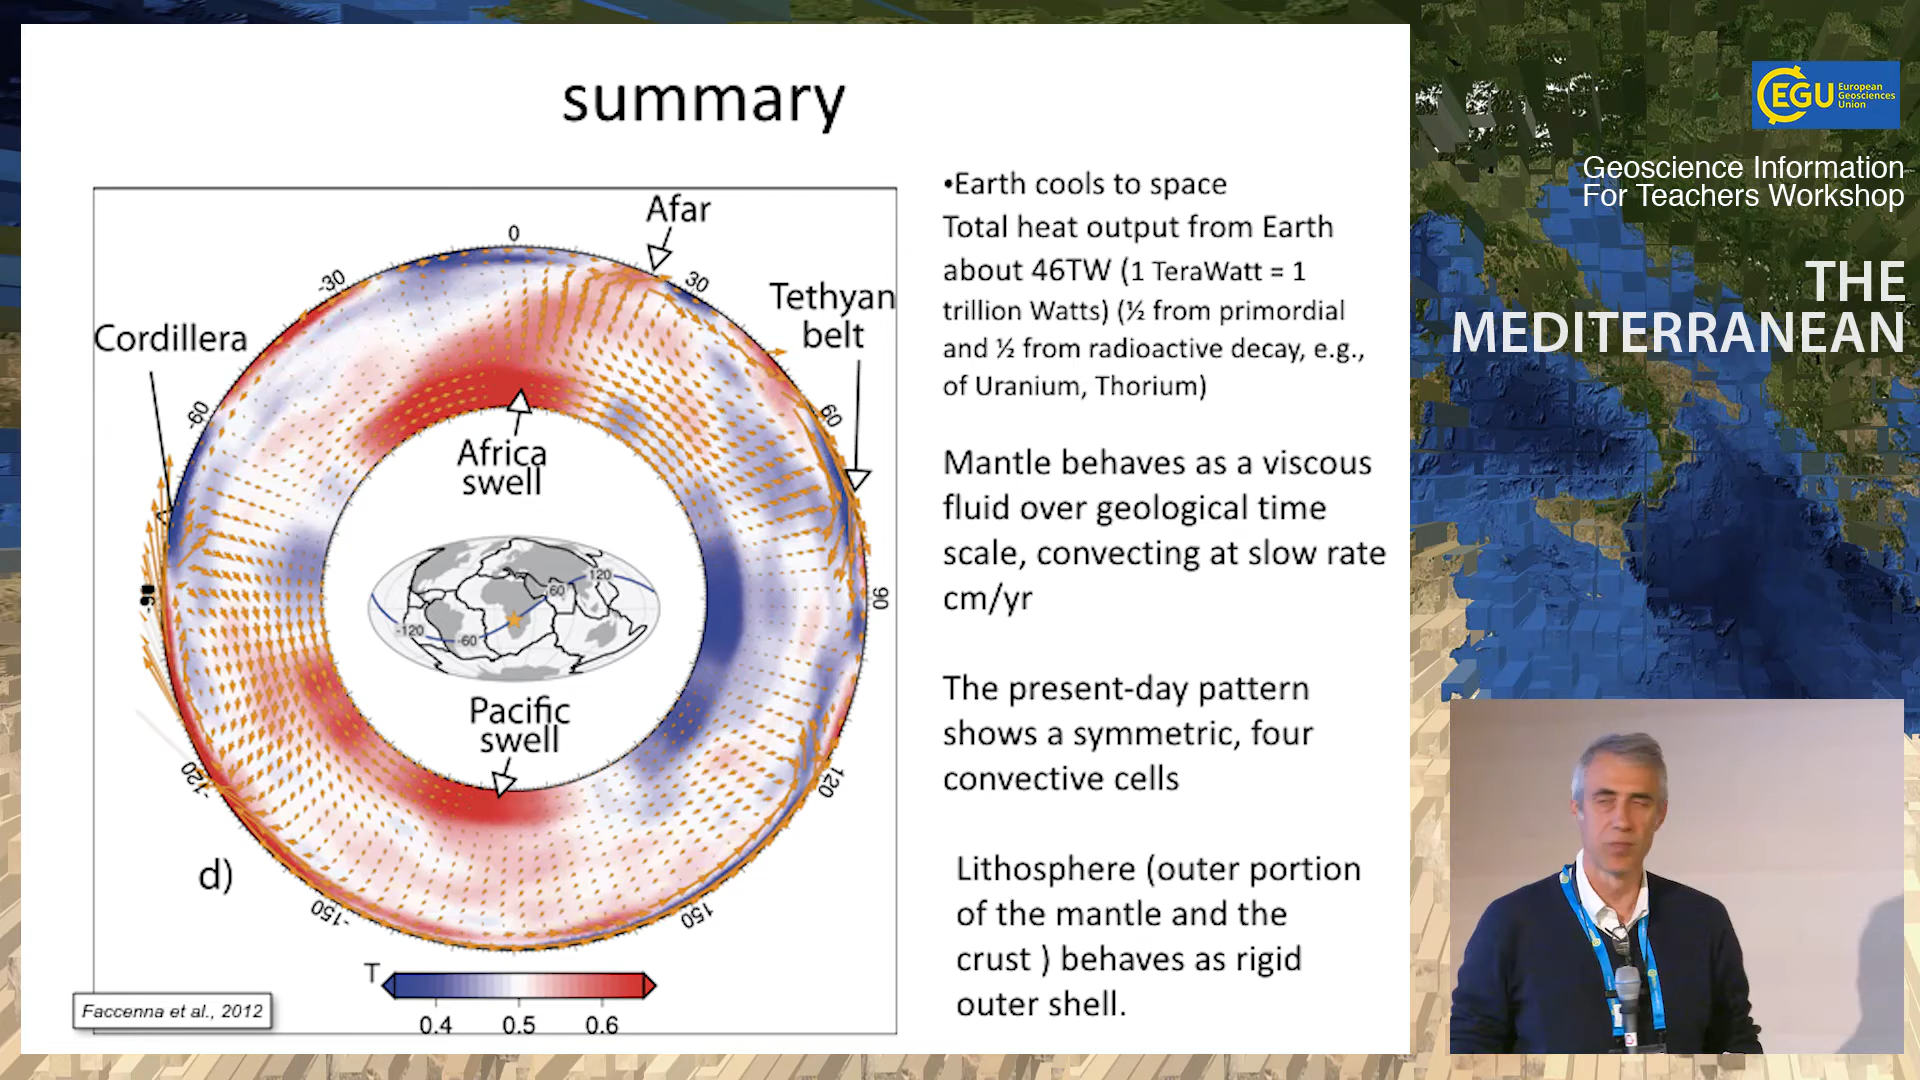 summary
Afar
0
-30
30
Tethyan
belt
Cordillera
-60
60
Africa
swell
120
60
-120
-60
-90
90
Pacific
swell
-120
120
d)
-150
150
T
0.4 0.5 0.6
Faccenna et al., 2012
•Earth cools to space
Total heat output from Earth
about 46TW (1 TeraWatt = 1
trillion Watts) (½ from primordial
and ½ from radioactive decay, e.g.,
of Uranium, Thorium)
Mantle behaves as a viscous
fluid over geological time
scale, convecting at slow rate
cm/yr
The present-day pattern
shows a symmetric, four
convective cells
Lithosphere (outer portion
of the mantle and the
crust ) behaves as rigid
outer shell.
EGU
European
Geosciences
Union
Geoscience Information
For Teachers Workshop
THE
MEDITERRANEAN